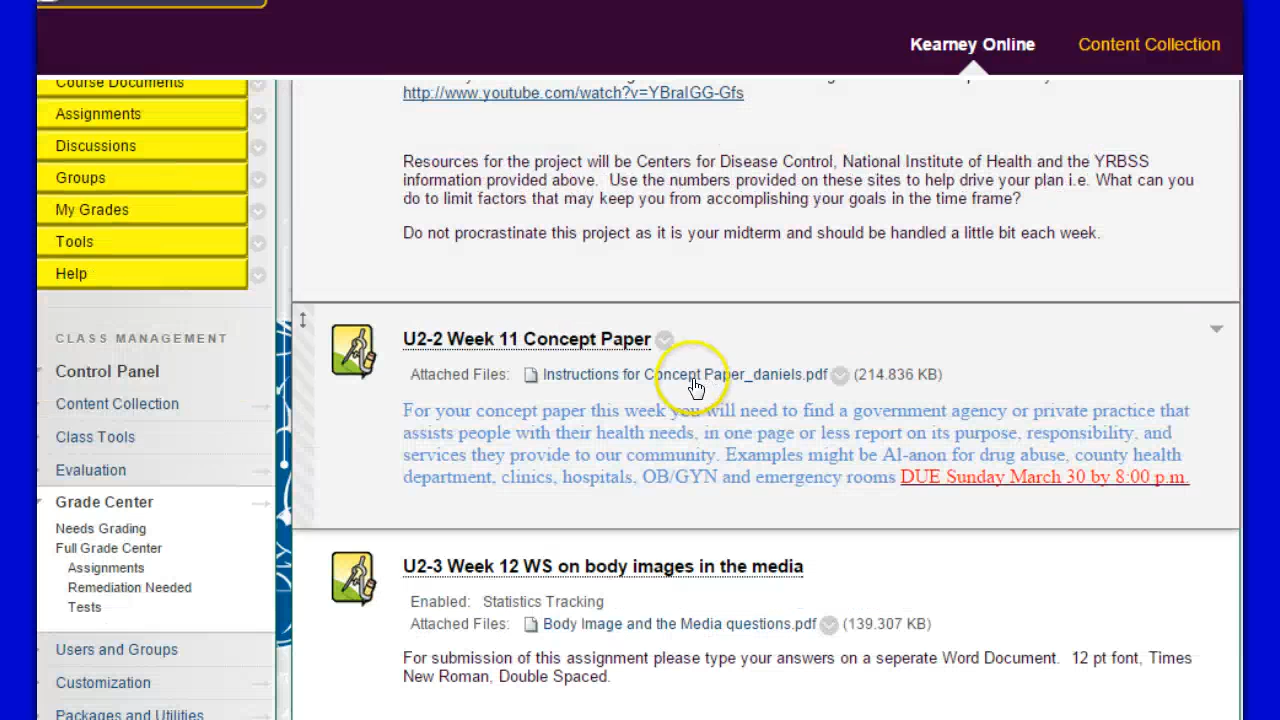 Kearney Online Content Collection
Course Documents
Assignments
Discussions
Groups
My Grades
Tools
Help
CLASS MANAGEMENT
Control Panel
Content Collection
Class Tools
Evaluation
Grade Center
Needs Grading
Full Grade Center
Assignments
Remediation Needed
Tests
Users and Groups
Customization
Packages and Utilities
http://www.youtube.com/watch?v=YBraIGG-Gfs
Resources for the project will be Centers for Disease Control, National Institute of Health and the YRBSS
information provided above. Use the numbers provided on these sites to help drive your plan i.e. What can you
do to limit factors that may keep you from accomplishing your goals in the time frame?
Do not procrastinate this project as it is your midterm and should be handled a little bit each week.
U2-2 Week 11 Concept Paper
Attached Files: Instructions for Concept Paper_daniels.pdf (214.836 KB)
For your concept paper this week you will need to find a government agency or private practice that
assists people with their health needs, in one page or less report on its purpose, responsibility, and
services they provide to our community. Examples might be Al-anon for drug abuse, county health
department, clinics, hospitals, OB/GYN and emergency rooms DUE Sunday March 30 by 8:00 p.m.
U2-3 Week 12 WS on body images in the media
Enabled: Statistics Tracking
Attached Files: Body Image and the Media questions.pdf (139.307 KB)
For submission of this assignment please type your answers on a seperate Word Document. 12 pt font, Times
New Roman, Double Spaced.